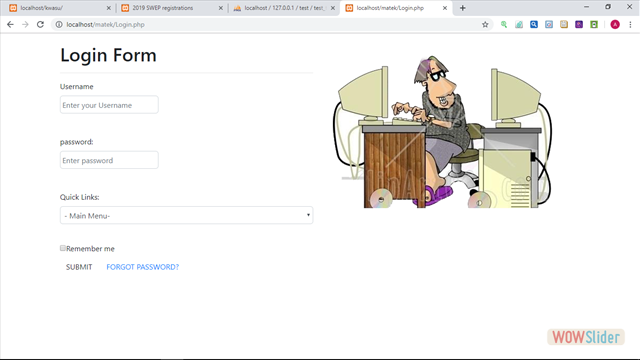 localhost/kwasu/
2019 SWEP registrations
localhost / 127.0.0.1 / test / test_
localhost/matek/Login.php
localhost/matek/Login.php
A
Login Form
Username
Enter your Username
password:
Enter password
Quick Links:
- Main Menu-
Remember me
SUBMIT FORGOT PASSWORD?
WOWSlider